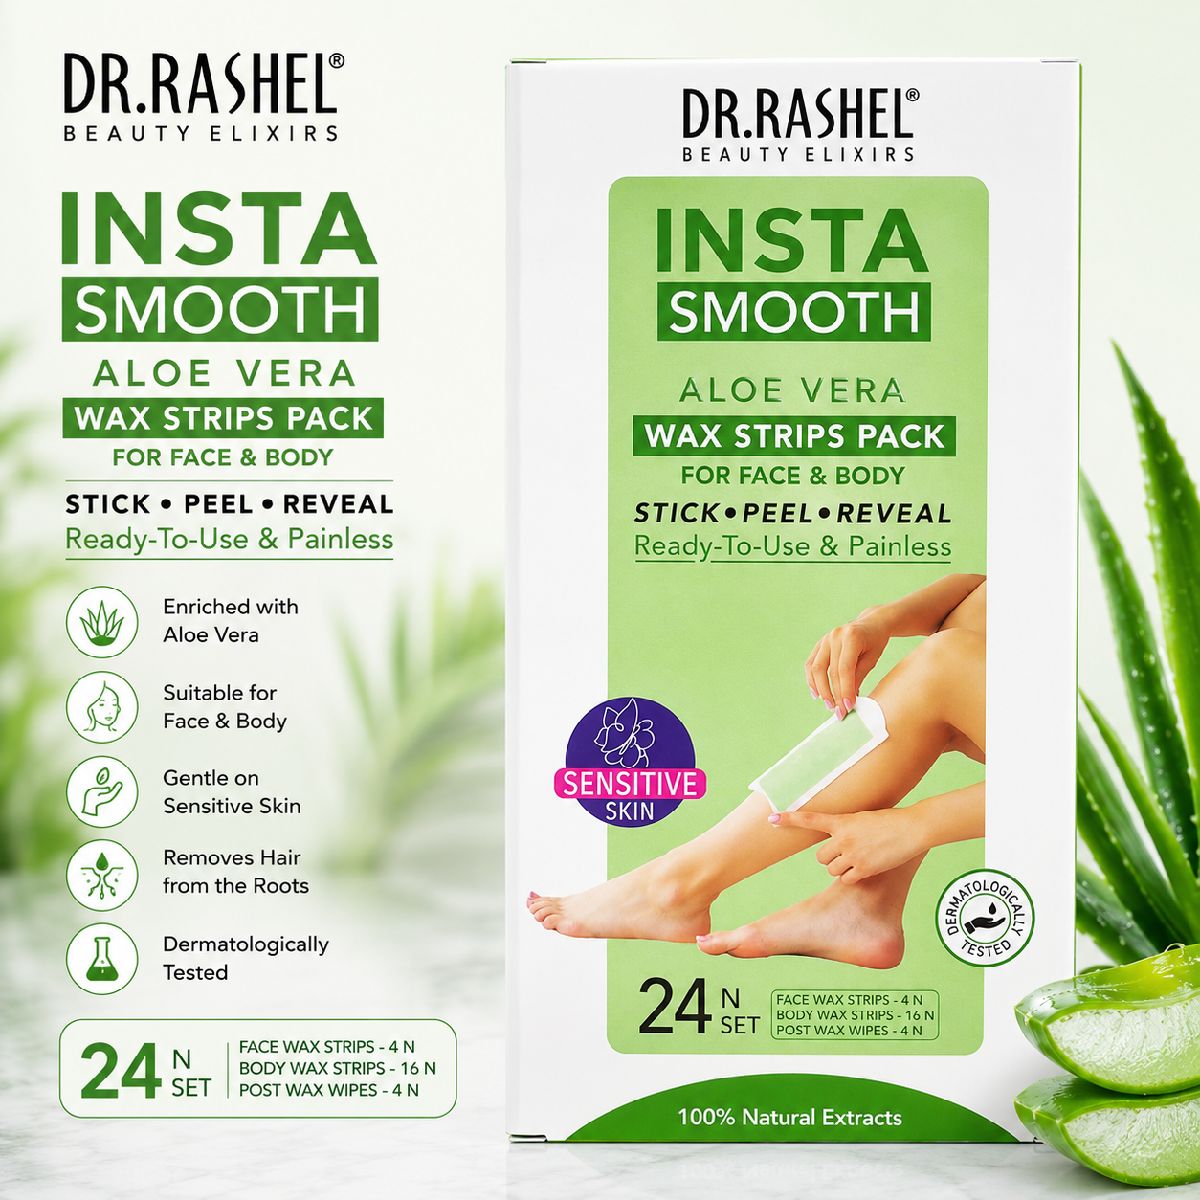 DR.RASHEL®
BEAUTY ELIXIRS
INSTA
SMOOTH
ALOE VERA
WAX STRIPS PACK
FOR FACE & BODY
STICK • PEEL • REVEAL
Ready-To-Use & Painless
Enriched with
Aloe Vera
Suitable for
Face & Body
Gentle on
Sensitive Skin
Removes Hair
from the Roots
Dermatologically
Tested
24 N SET
FACE WAX STRIPS - 4 N
BODY WAX STRIPS - 16 N
POST WAX WIPES - 4 N
DR.RASHEL®
BEAUTY ELIXIRS
INSTA
SMOOTH
ALOE VERA
WAX STRIPS PACK
FOR FACE & BODY
STICK•PEEL•REVEAL
Ready-To-Use & Painless
SENSITIVE
SKIN
DERMATOLOGICALLY
TESTED
24 N SET
FACE WAX STRIPS - 4 N
BODY WAX STRIPS - 16 N
POST WAX WIPES - 4 N
100% Natural Extracts